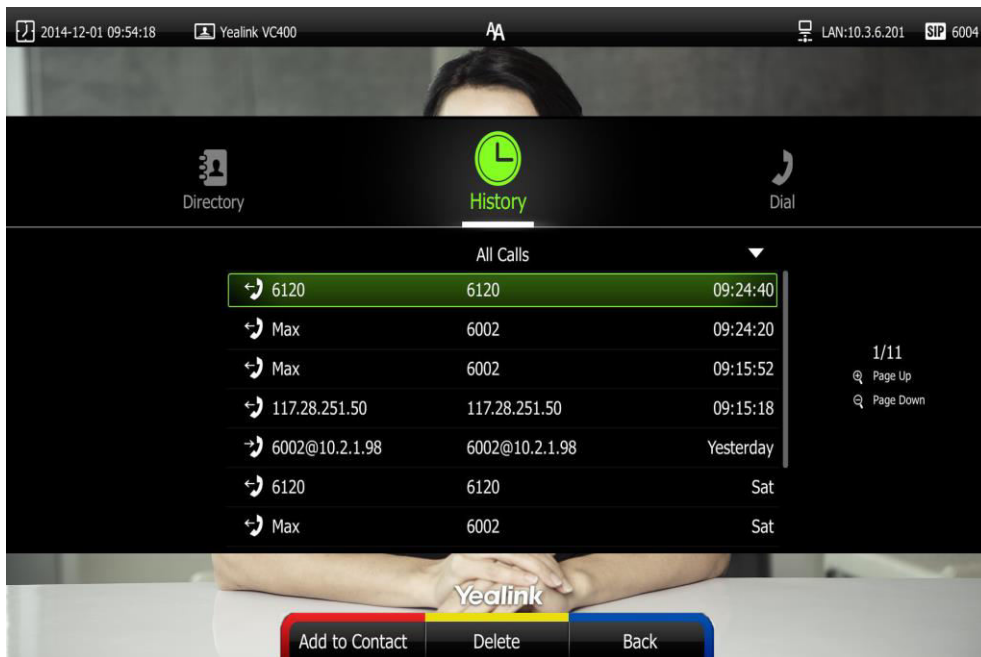 2014-12-01 09:54:18 Yealink VC400 AA LAN:10.3.6.201 SIP 6004
Directory History Dial
All Calls
6120 6120 09:24:40
Max 6002 09:24:20
Max 6002 09:15:52
117.28.251.50 117.28.251.50 09:15:18
6002@10.2.1.98 6002@10.2.1.98 Yesterday
6120 6120 Sat
Max 6002 Sat
1/11
Page Up
Page Down
Yealink
Add to Contact Delete Back